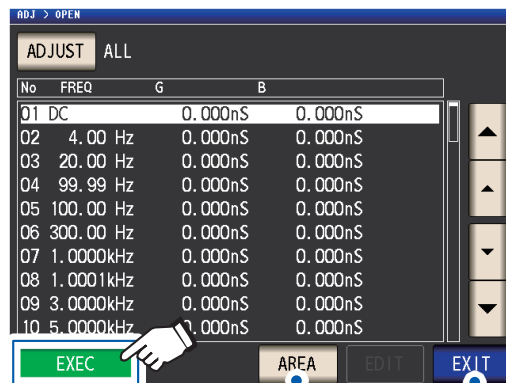 ADJ > OPEN
ADJUST ALL
No FREQ G B
01 DC 0.000nS 0.000nS
02 4.00 Hz 0.000nS 0.000nS
03 20.00 Hz 0.000nS 0.000nS
04 99.99 Hz 0.000nS 0.000nS
05 100.00 Hz 0.000nS 0.000nS
06 300.00 Hz 0.000nS 0.000nS
07 1.0000kHz 0.000nS 0.000nS
08 1.0001kHz 0.000nS 0.000nS
09 3.0000kHz 0.000nS 0.000nS
10 5.0000kHz 0.000nS 0.000nS
EXEC AREA EDIT EXIT